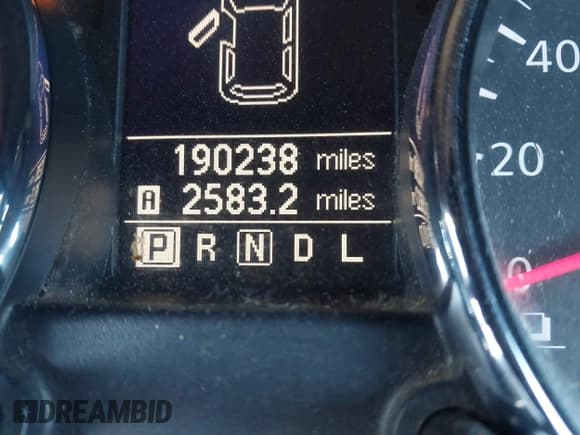 40
190238 miles
20
A 2583.2 miles
P R N D L
0
DREAMBID